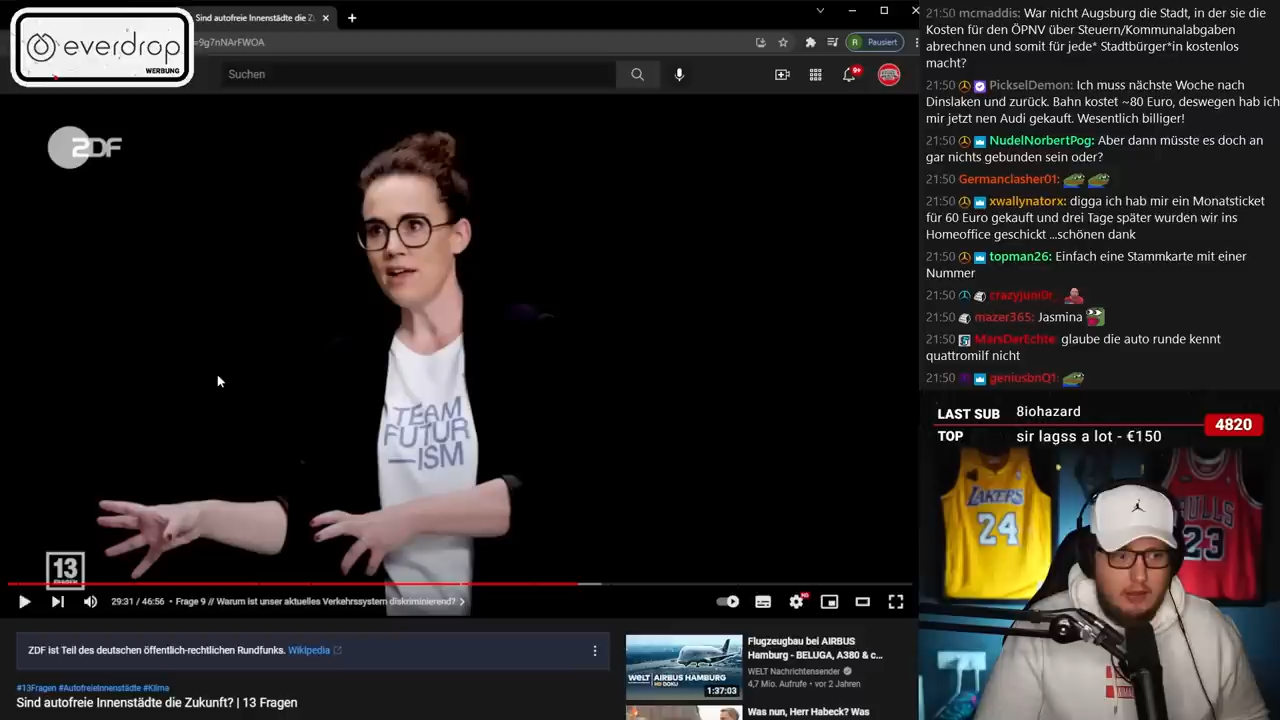 everdrop
WERBUNG
Sind autofreie Innenstädte die Z
=9g7nNArFWOA
R Pausiert
Suchen
9+
ZDF
TEAM
FUTUR
—ISM
13
FRAGEN
29:31 / 46:56 • Frage 9 // Warum ist unser aktuelles Verkehrssystem diskriminierend?
ZDF ist Teil des deutschen öffentlich-rechtlichen Rundfunks. Wikipedia
#13Fragen #AutofreieInnenstädte #Klima
Sind autofreie Innenstädte die Zukunft? | 13 Fragen
WELT AIRBUS HAMBURG
HD DOKU
1:37:03
Flugzeugbau bei AIRBUS
Hamburg - BELUGA, A380 & c...
WELT Nachrichtensender
4,7 Mio. Aufrufe • vor 2 Jahren
Was nun, Herr Habeck? Was
21:50 mcmaddis: War nicht Augsburg die Stadt, in der sie die
Kosten für den ÖPNV über Steuern/Kommunalabgaben
abrechnen und somit für jede* Stadtbürger*in kostenlos
macht?
21:50 PickselDemon: Ich muss nächste Woche nach
Dinslaken und zurück. Bahn kostet ~80 Euro, deswegen hab ich
mir jetzt nen Audi gekauft. Wesentlich billiger!
21:50 NudelNorbertPog: Aber dann müsste es doch an
gar nichts gebunden sein oder?
21:50 Germanclasher01:
21:50 xwallynatorx: digga ich hab mir ein Monatsticket
für 60 Euro gekauft und drei Tage später wurden wir ins
Homeoffice geschickt ...schönen dank
21:50 topman26: Einfach eine Stammkarte mit einer
Nummer
21:50 crazyjuni0r_:
21:50 mazer365: Jasmina
21:50 MarsDerEchte: glaube die auto runde kennt
quattromilf nicht
21:50 geniusbnQ1:
LAST SUB 8iohazard
4820
TOP sir lagss a lot - €150
LAKERS
24
BULLS
23